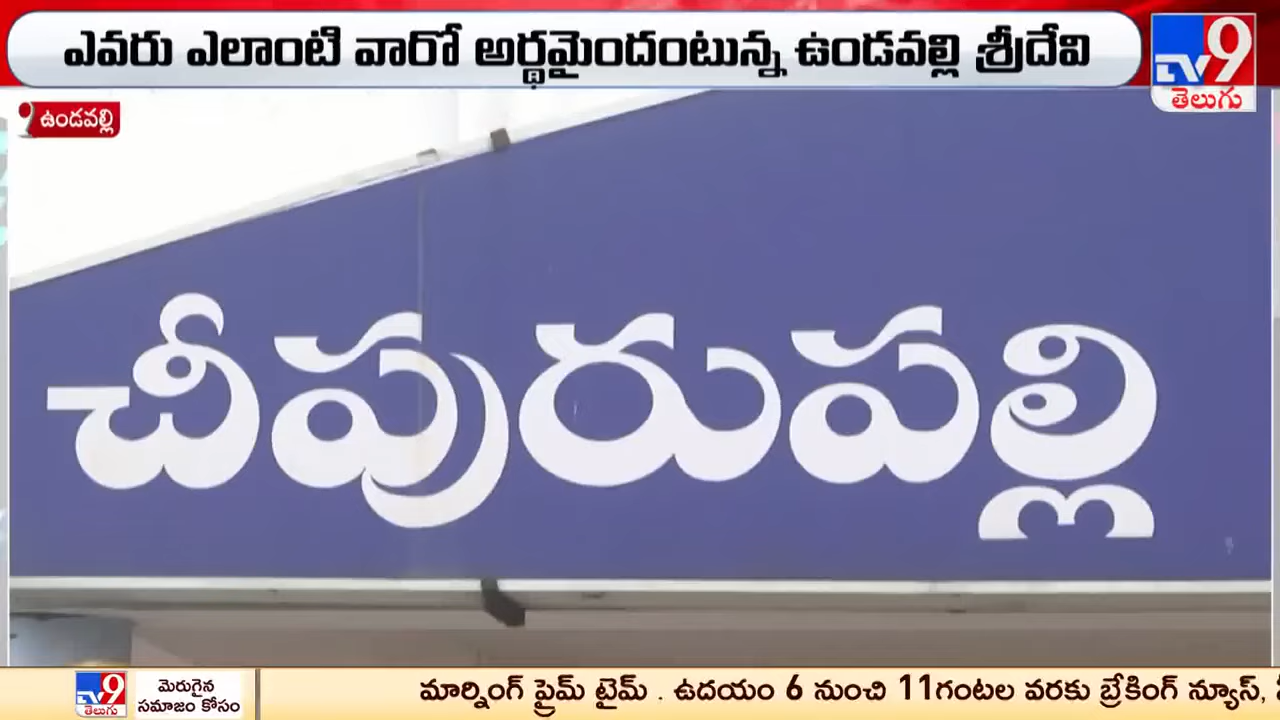 ఎవరు ఎలాంటి వారో అర్థమైందంటున్న ఉండవల్లి శ్రీదేవి
TV9
తెలుగు
ఉండవల్లి
చీపురుపల్లి
TV9
తెలుగు
మెరుగైన
సమాజం కోసం
మార్నింగ్ ప్రైమ్ టైమ్ . ఉదయం 6 నుంచి 11గంటల వరకు బ్రేకింగ్ న్యూస్,